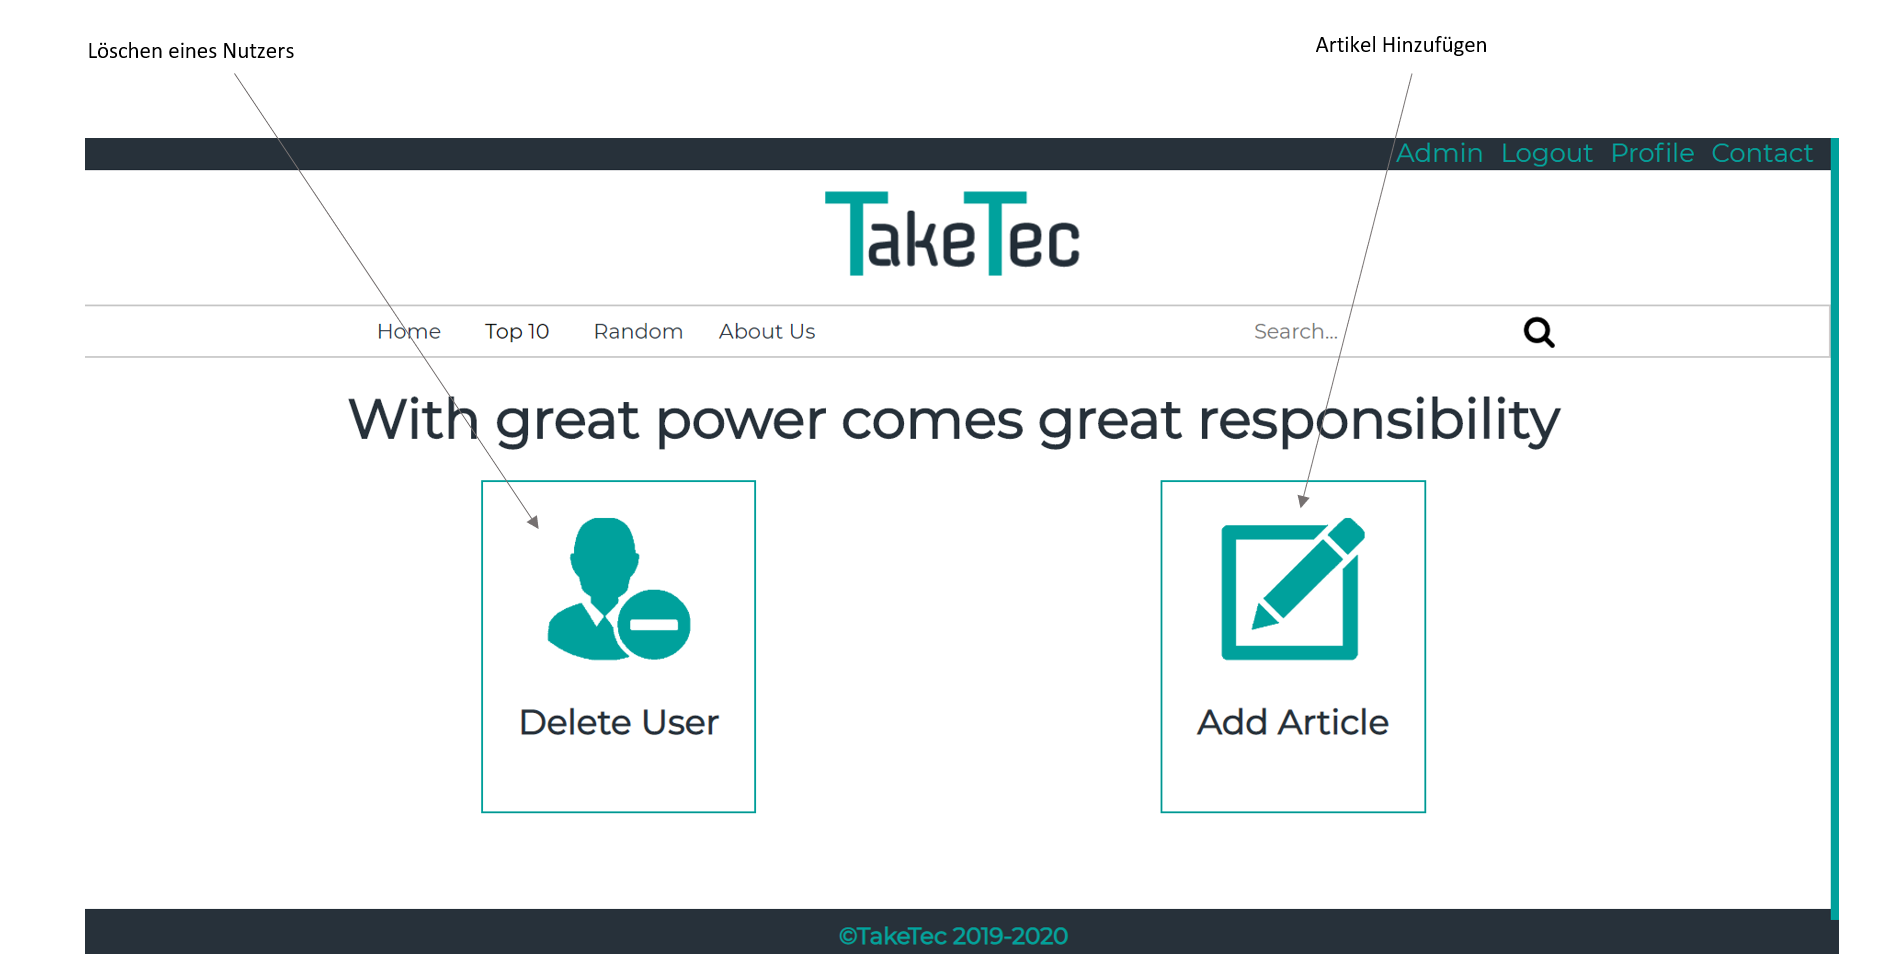 Löschen eines Nutzers
Artikel Hinzufügen
Admin Logout Profile Contact
TakeTec
Home Top 10 Random About Us Search...
With great power comes great responsibility
Delete User
Add Article
©TakeTec 2019-2020